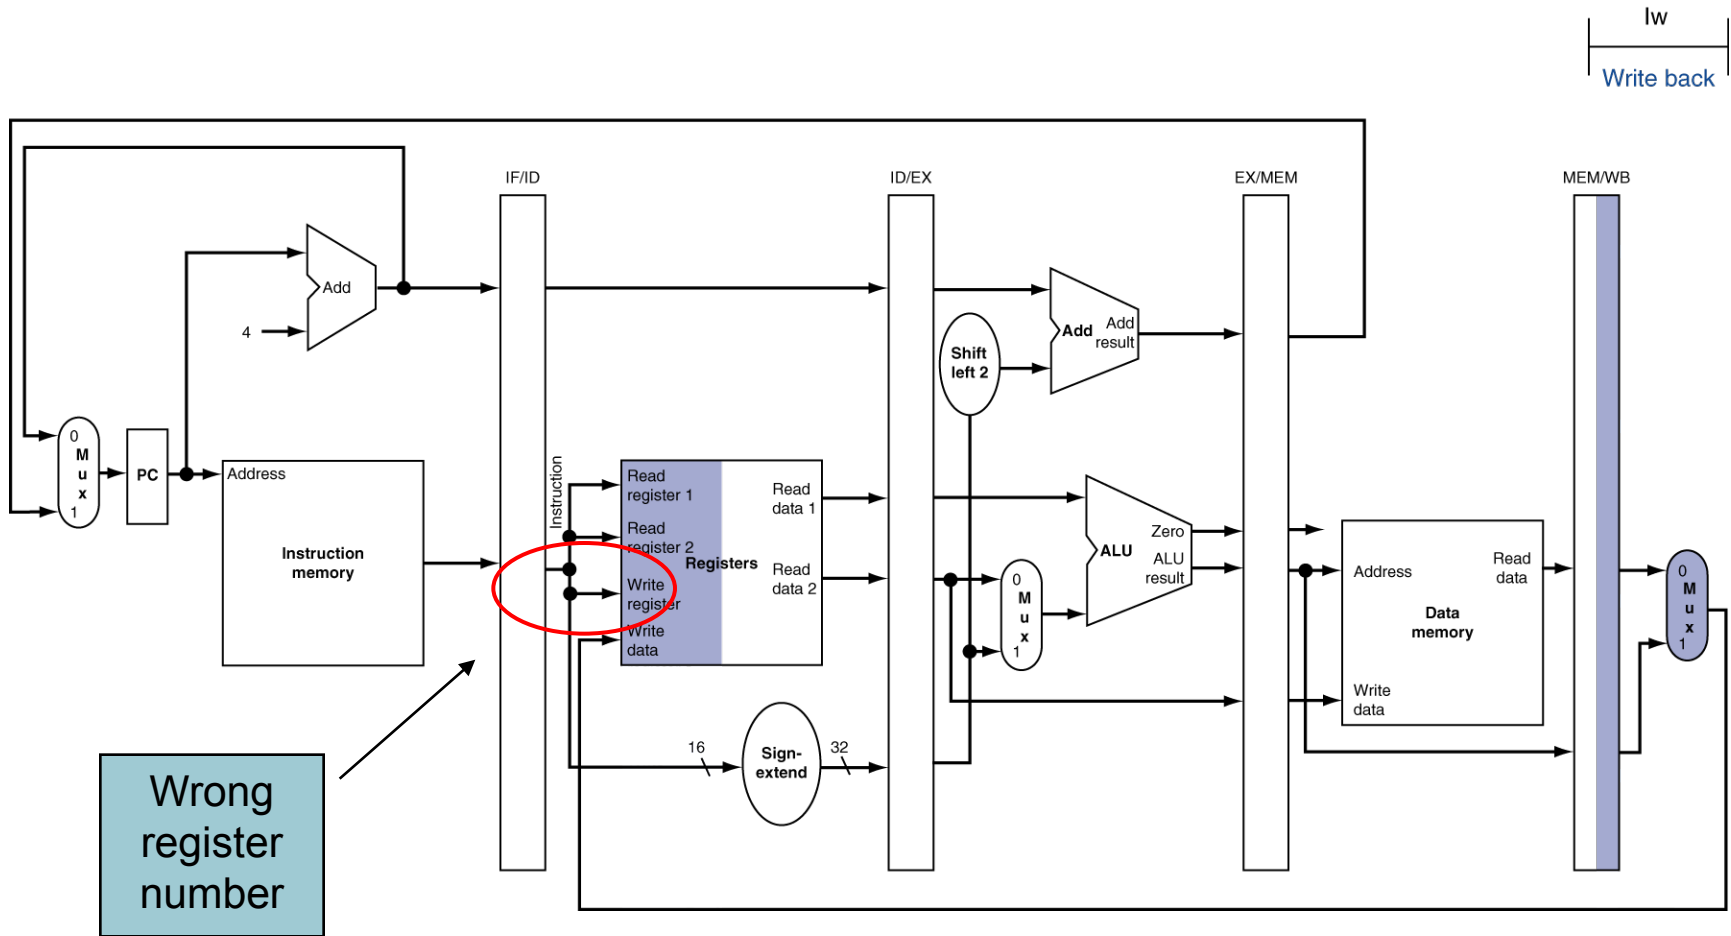 lw
Write back
IF/ID
ID/EX
EX/MEM
MEM/WB
Add
4
Shift
left 2
Add
Add
result
0
M
u
x
1
PC
Address
Instruction
memory
Instruction
Read
register 1
Read
register 2
Write
register
Write
data
Registers
Read
data 1
Read
data 2
16
Sign-
extend
32
0
M
u
x
1
ALU
Zero
ALU
result
Address
Read
data
Data
memory
Write
data
0
M
u
x
1
Wrong
register
number